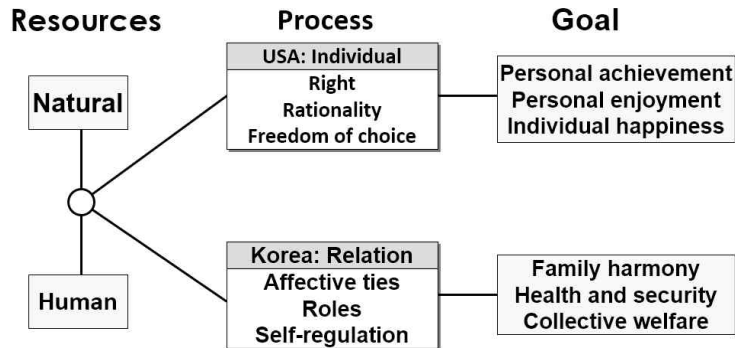 Resources
Process
Goal
Natural
Human
USA: Individual
Right
Rationality
Freedom of choice
Personal achievement
Personal enjoyment
Individual happiness
Korea: Relation
Affective ties
Roles
Self-regulation
Family harmony
Health and security
Collective welfare